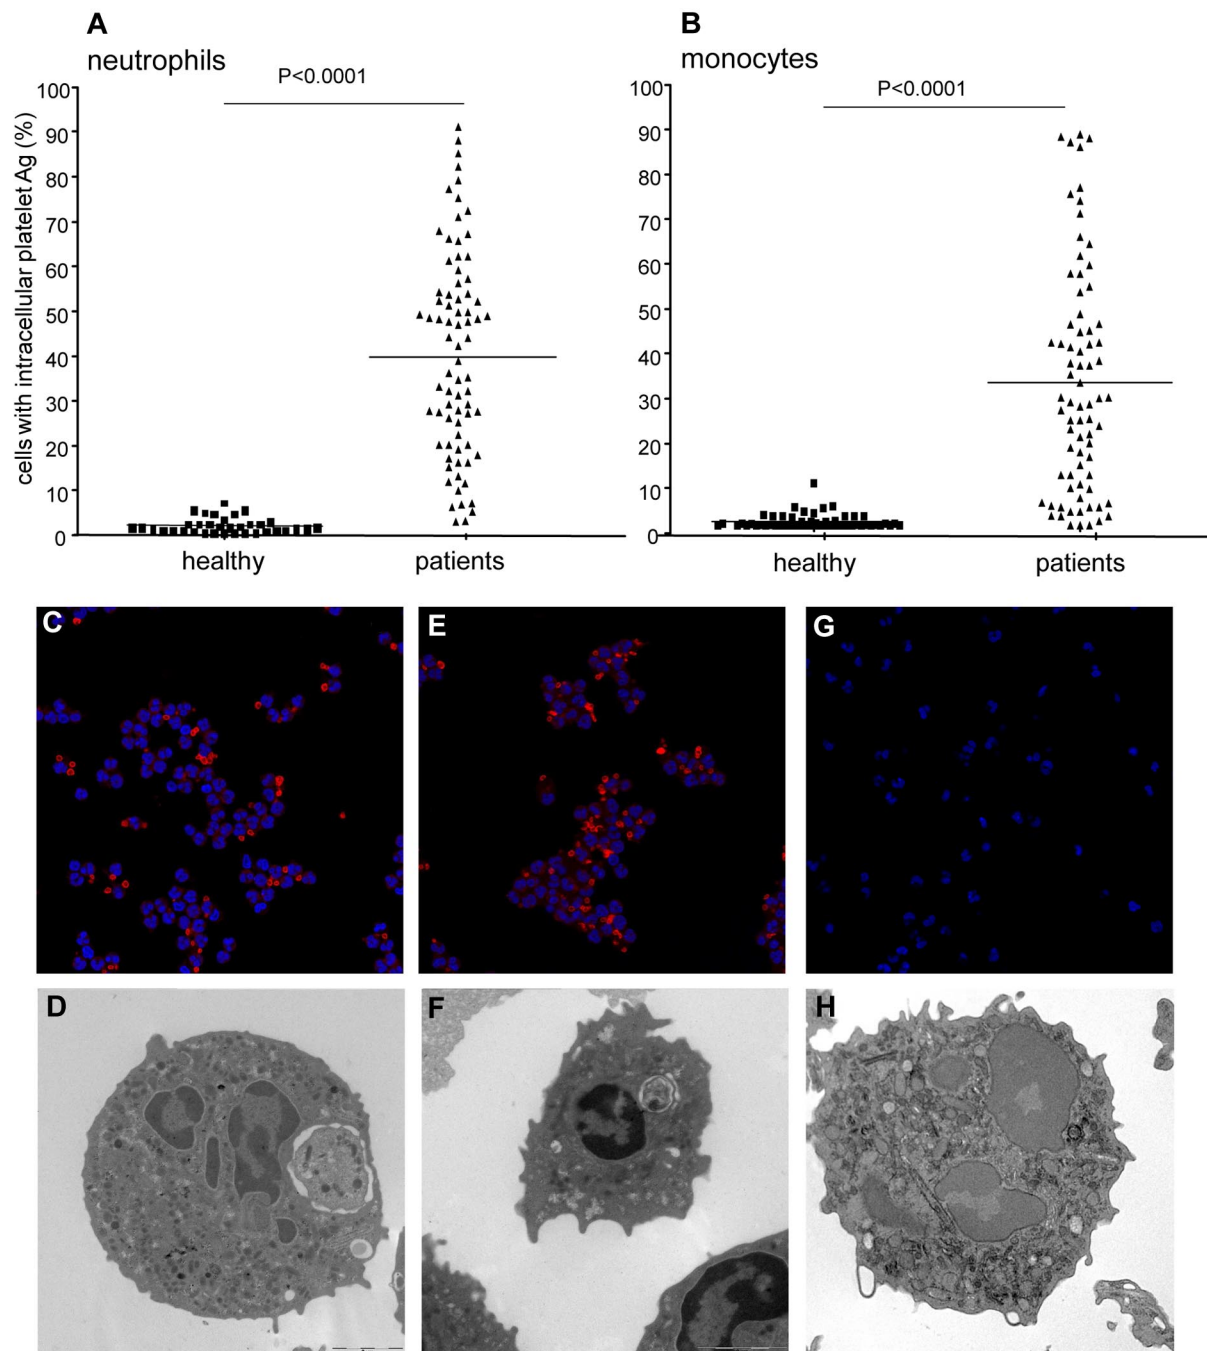 A
neutrophils
P<0.0001
cells with intracellular platelet Ag (%)
100
90
80
70
60
50
40
30
20
10
0
healthy
patients
B
monocytes
P<0.0001
100
90
80
70
60
50
40
30
20
10
0
healthy
patients
C
E
G
D
F
H